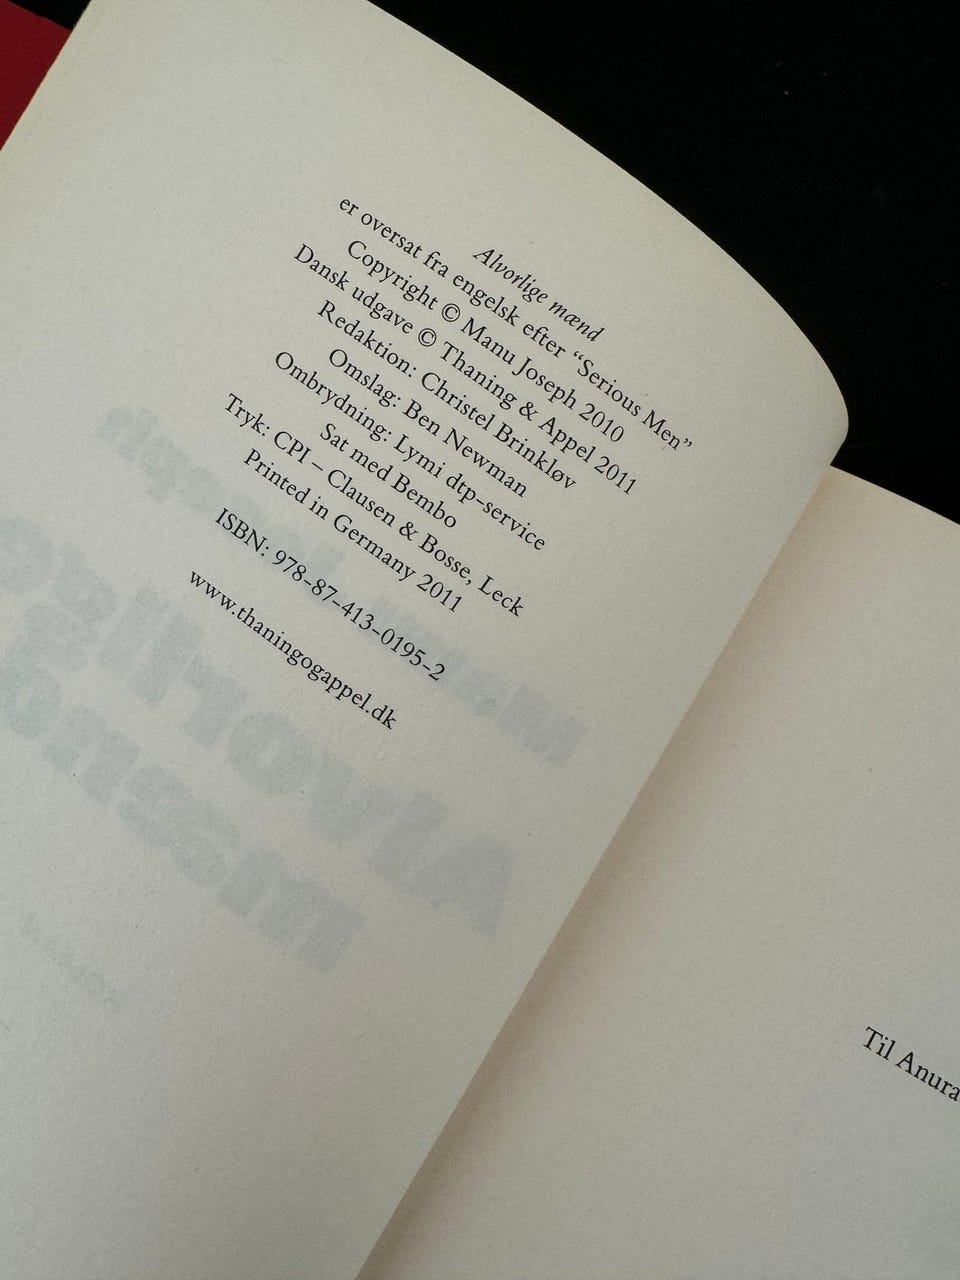 Alvorlige mænd
er oversat fra engelsk efter “Serious Men”
Copyright © Manu Joseph 2010
Dansk udgave © Thaning & Appel 2011
Redaktion: Christel Brinkløv
Omslag: Ben Newman
Ombrydning: Lymi dtp-service
Sat med Bembo
Tryk: CPI – Clausen & Bosse, Leck
Printed in Germany 2011
ISBN: 978-87-413-0195-2
www.thaningogappel.dk
Til Anura